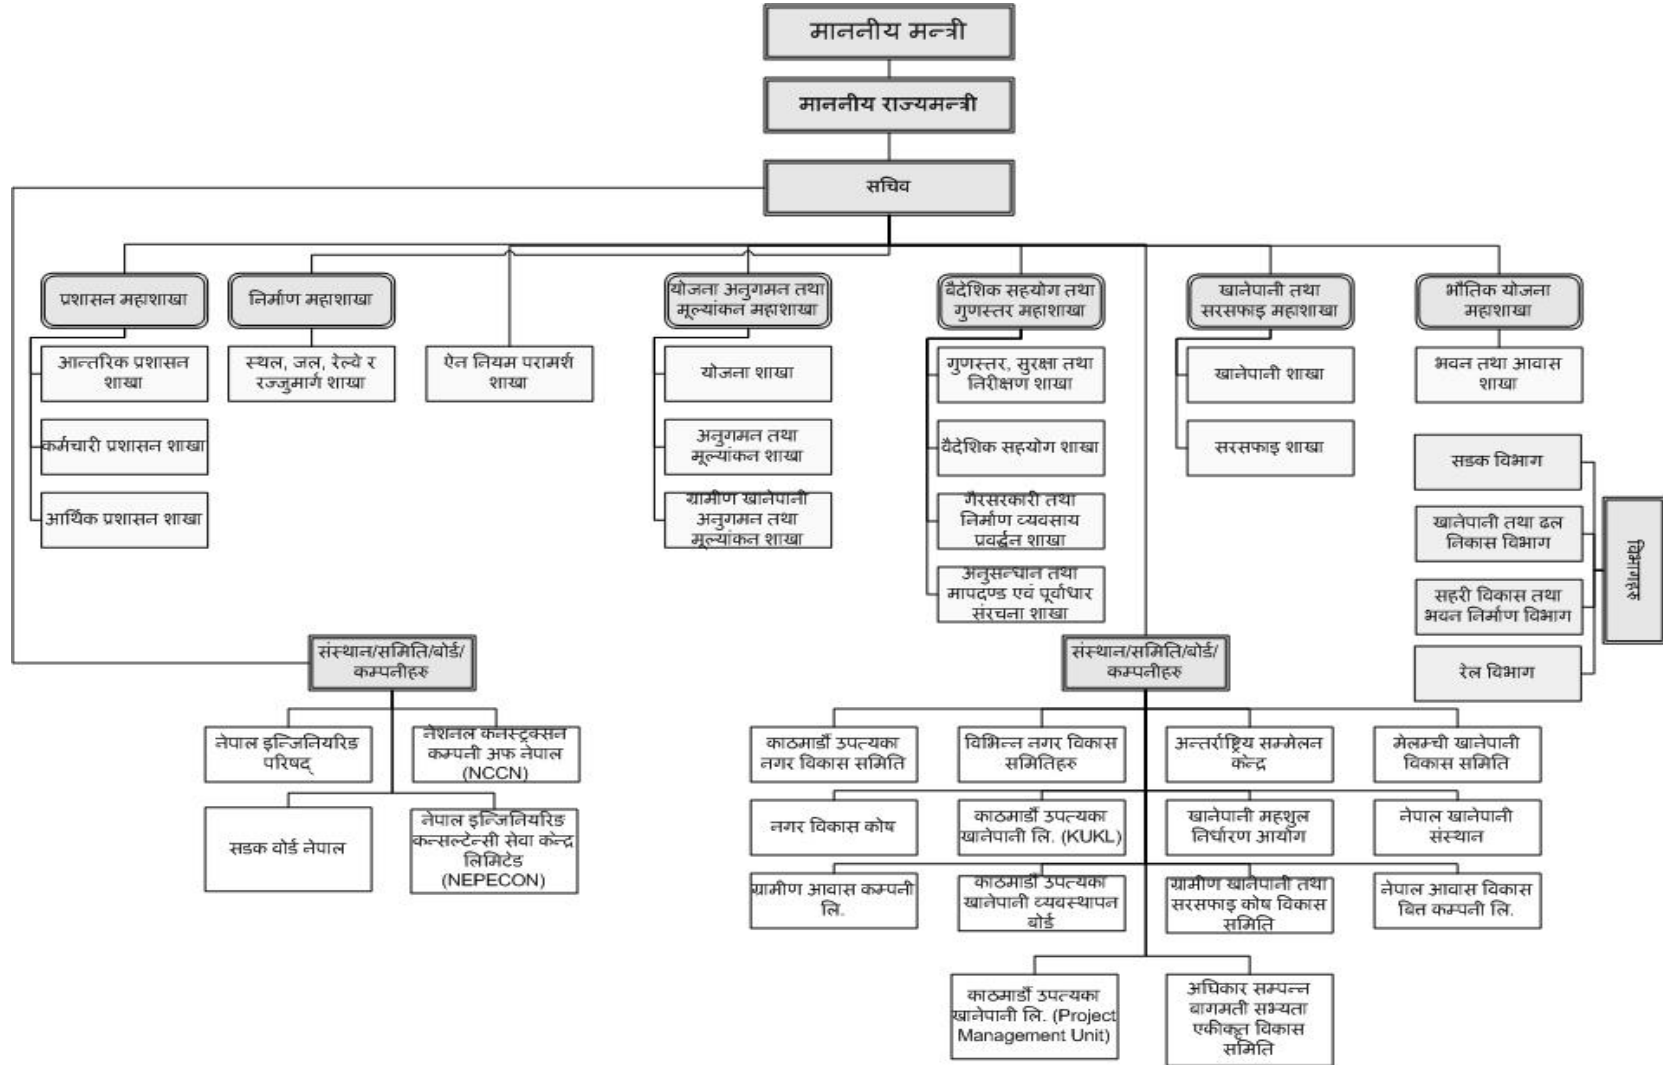 माननीय मन्त्री
माननीय राज्यमन्त्री
सचिव
प्रशासन महाशाखा
निर्माण महाशाखा
योजना अनुगमन तथा
मूल्यांकन महाशाखा
बैदेशिक सहयोग तथा
गुणस्तर महाशाखा
खानेपानी तथा
सरसफाइ महाशाखा
भौतिक योजना
महाशाखा
आन्तरिक प्रशासन
शाखा
स्थल, जल, रेल्वे र
रज्जुमार्ग शाखा
ऐन नियम परामर्श
शाखा
योजना शाखा
गुणस्तर, सुरक्षा तथा
निरीक्षण शाखा
खानेपानी शाखा
भवन तथा आवास
शाखा
कर्मचारी प्रशासन शाखा
अनुगमन तथा
मूल्यांकन शाखा
वैदेशिक सहयोग शाखा
सरसफाइ शाखा
आर्थिक प्रशासन शाखा
ग्रामीण खानेपानी
अनुगमन तथा
मूल्यांकन शाखा
गैरसरकारी तथा
निर्माण व्यवसाय
प्रवर्द्धन शाखा
अनुसन्धान तथा
मापदण्ड एवं पूर्वाधार
संरचना शाखा
सडक विभाग
खानेपानी तथा ढल
निकास विभाग
सहरी विकास तथा
भवन निर्माण विभाग
रेल विभाग
विभागहरु
संस्थान/समिति/बोर्ड/
कम्पनीहरु
नेपाल इन्जिनियरिङ
परिषद्
नेशनल कनस्ट्रक्सन
कम्पनी अफ नेपाल
(NCCN)
सडक वोर्ड नेपाल
नेपाल इन्जिनियरिङ
कन्सल्टेन्सी सेवा केन्द्र
लिमिटेड
(NEPECON)
संस्थान/समिति/बोर्ड/
कम्पनीहरु
काठमाडौं उपत्यका
नगर विकास समिति
विभिन्न नगर विकास
समितिहरु
अन्तर्राष्ट्रिय सम्मेलन
केन्द्र
मेलम्ची खानेपानी
विकास समिति
नगर विकास कोष
काठमाडौं उपत्यका
खानेपानी लि. (KUKL)
खानेपानी महशुल
निर्धारण आयोग
नेपाल खानेपानी
संस्थान
ग्रामीण आवास कम्पनी
लि.
काठमाडौं उपत्यका
खानेपानी व्यवस्थापन
बोर्ड
ग्रामीण खानेपानी तथा
सरसफाइ कोष विकास
समिति
नेपाल आवास विकास
बित्त कम्पनी लि.
काठमाडौं उपत्यका
खानेपानी लि. (Project
Management Unit)
अधिकार सम्पन्न
बागमती सभ्यता
एकीकृत विकास
समिति